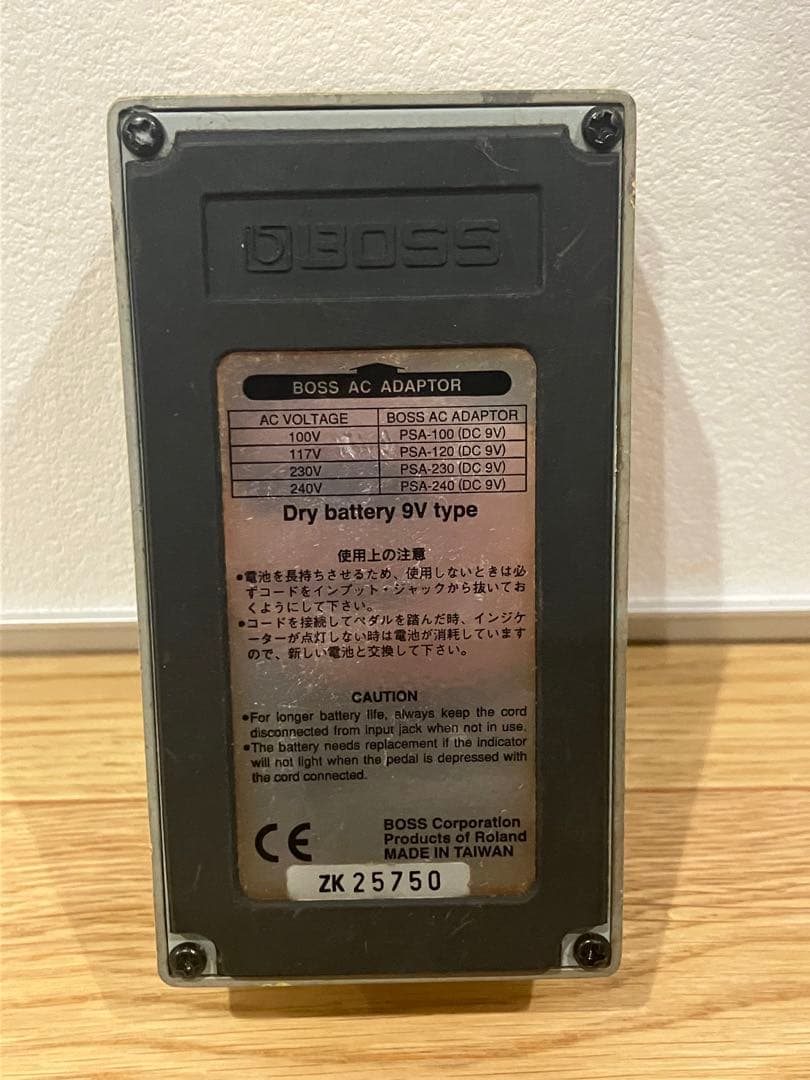 BOSS
BOSS AC ADAPTOR
AC VOLTAGE BOSS AC ADAPTOR
100V PSA-100 (DC 9V)
117V PSA-120 (DC 9V)
230V PSA-230 (DC 9V)
240V PSA-240 (DC 9V)
Dry battery 9V type
使用上の注意
●電池を長持ちさせるため、使用しないときは必
ずコードをインプット・ジャックから抜いてお
くようにして下さい。
●コードを接続してペダルを踏んだ時、インジケ
ーターが点灯しない時は電池が消耗しています
ので、新しい電池と交換して下さい。
CAUTION
●For longer battery life, always keep the cord
disconnected from input jack when not in use.
●The battery needs replacement if the indicator
will not light when the pedal is depressed with
the cord connected.
CE
BOSS Corporation
Products of Roland
MADE IN TAIWAN
ZK 25750